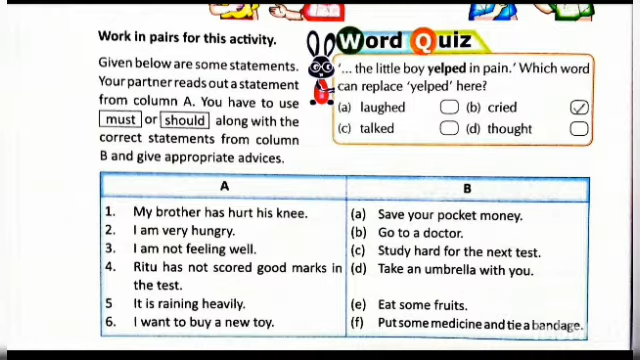 Work in pairs for this activity.
Given below are some statements.
Your partner reads out a statement
from column A. You have to use
must or should along with the
correct statements from column
B and give appropriate advices.
Word Quiz
'... the little boy yelped in pain.' Which word
can replace 'yelped' here?
(a) laughed (b) cried
(c) talked (d) thought
A B
1. My brother has hurt his knee. (a) Save your pocket money.
2. I am very hungry. (b) Go to a doctor.
3. I am not feeling well. (c) Study hard for the next test.
4. Ritu has not scored good marks in (d) Take an umbrella with you.
the test.
5 It is raining heavily. (e) Eat some fruits.
6. I want to buy a new toy. (f) Put some medicine and tie a bandage.